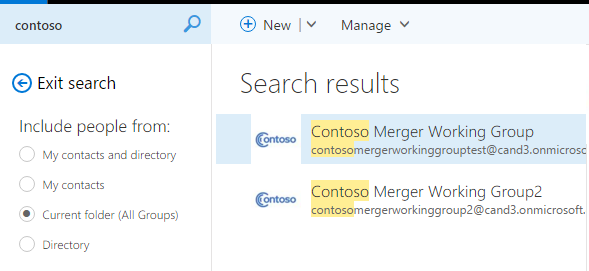 contoso
New
Manage
Exit search
Include people from:
My contacts and directory
My contacts
Current folder (All Groups)
Directory
Search results
Contoso
Contoso Merger Working Group
contosomergerworkinggrouptest@cand3.onmicrosc
Contoso
Contoso Merger Working Group2
contosomergerworkinggroup2@cand3.onmicrosoft.